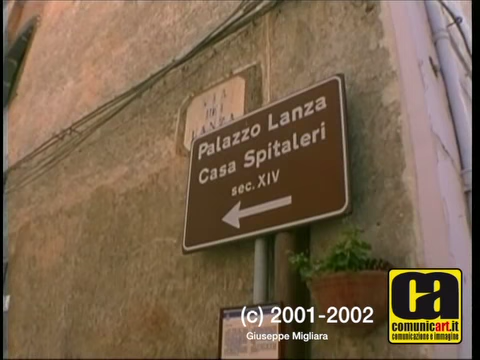 VIA
DEI
LANZA
Palazzo Lanza
Casa Spitaleri
sec. XIV
(c) 2001-2002
Giuseppe Migliara
ca
comunicart.it
comunicazione e immagine